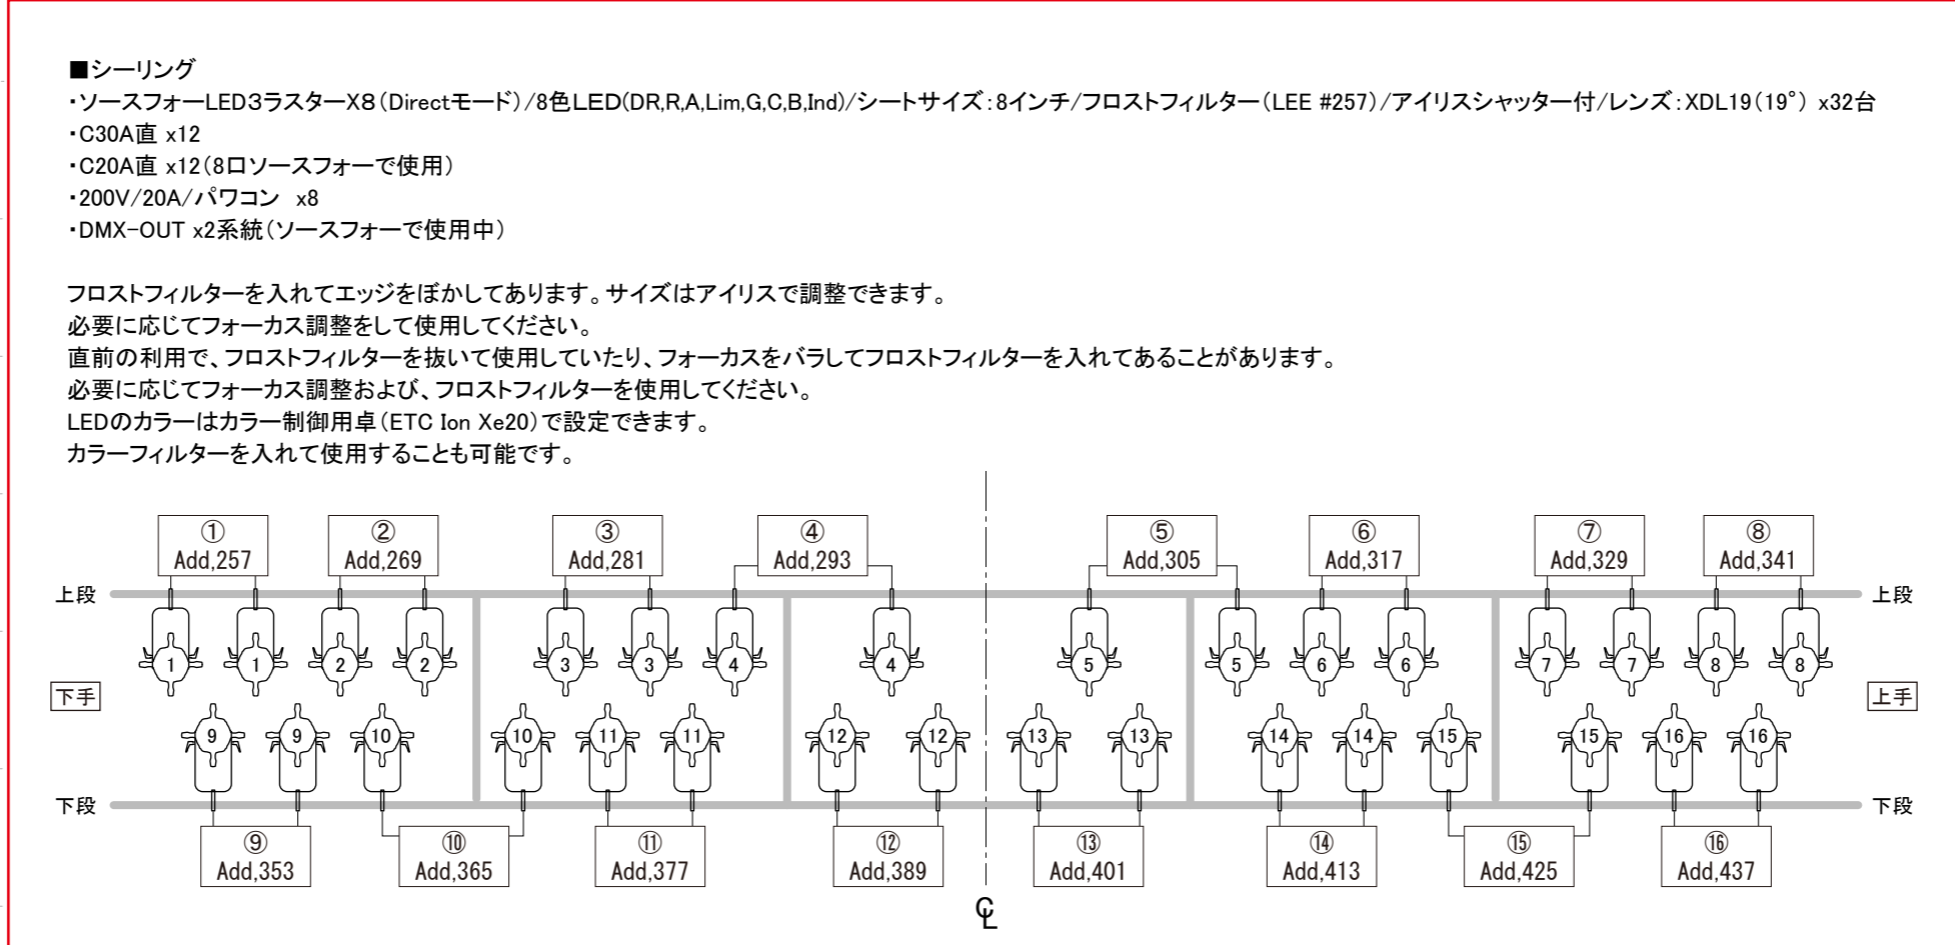 ■シーリング
・ソースフォーLED3ラスターX8(Directモード)/8色LED(DR,R,A,Lim,G,C,B,Ind)/シートサイズ:8インチ/フロストフィルター(LEE #257)/アイリスシャッター付/レンズ:XDL19(19°) x32台
・C30A直 x12
・C20A直 x12(8口ソースフォーで使用)
・200V/20A/パワコン x8
・DMX-OUT x2系統(ソースフォーで使用中)
フロストフィルターを入れてエッジをぼかしてあります。サイズはアイリスで調整できます。
必要に応じてフォーカス調整をして使用してください。
直前の利用で、フロストフィルターを抜いて使用していたり、フォーカスをバラしてフロストフィルターを入れてあることがあります。
必要に応じてフォーカス調整および、フロストフィルターを使用してください。
LEDのカラーはカラー制御用卓(ETC Ion Xe20)で設定できます。
カラーフィルターを入れて使用することも可能です。
① ② ③ ④ ⑤ ⑥ ⑦ ⑧
Add,257 Add,269 Add,281 Add,293 Add,305 Add,317 Add,329 Add,341
上段 上段
1 1 2 2 3 3 4 4 5 5 6 6 7 7 8 8
下手 上手
9 9 10 10 11 11 12 12 13 13 14 14 15 15 16 16
下段 下段
⑨ ⑩ ⑪ ⑫ ⑬ ⑭ ⑮ ⑯
Add,353 Add,365 Add,377 Add,389 Add,401 Add,413 Add,425 Add,437
℄